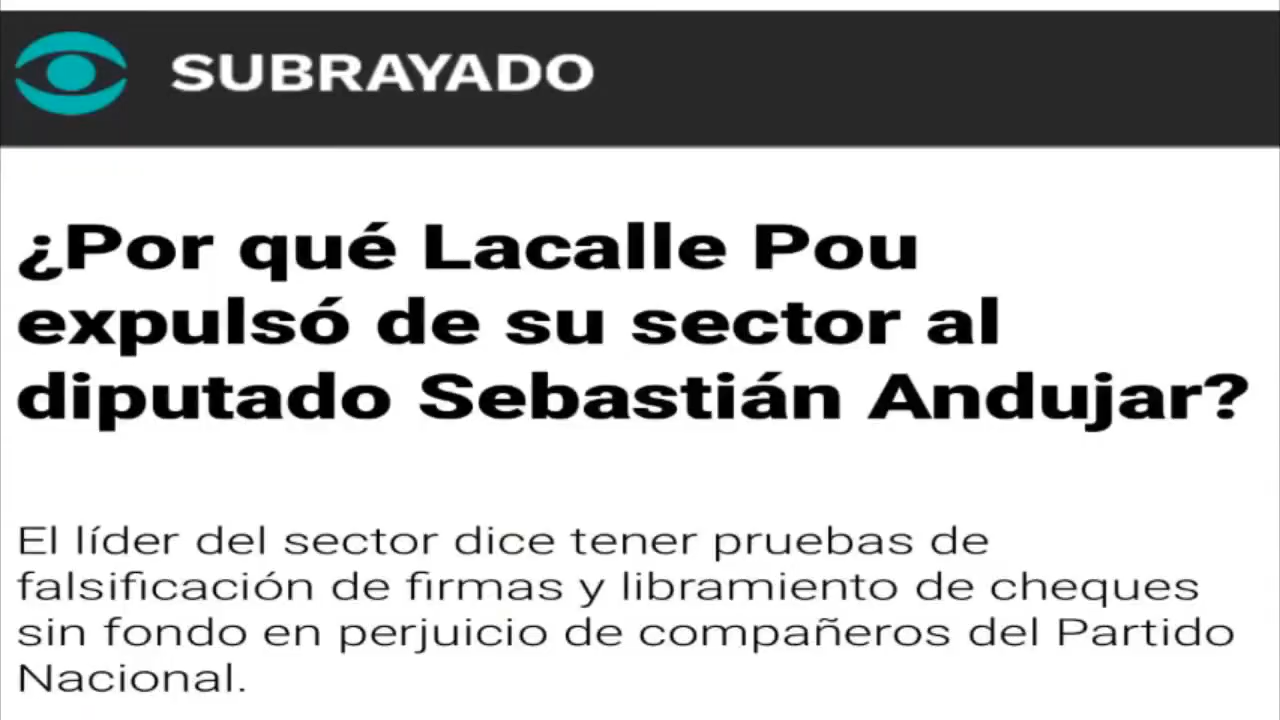 SUBRAYADO
¿Por qué Lacalle Pou
expulsó de su sector al
diputado Sebastián Andujar?
El líder del sector dice tener pruebas de
falsificación de firmas y libramiento de cheques
sin fondo en perjuicio de compañeros del Partido
Nacional.